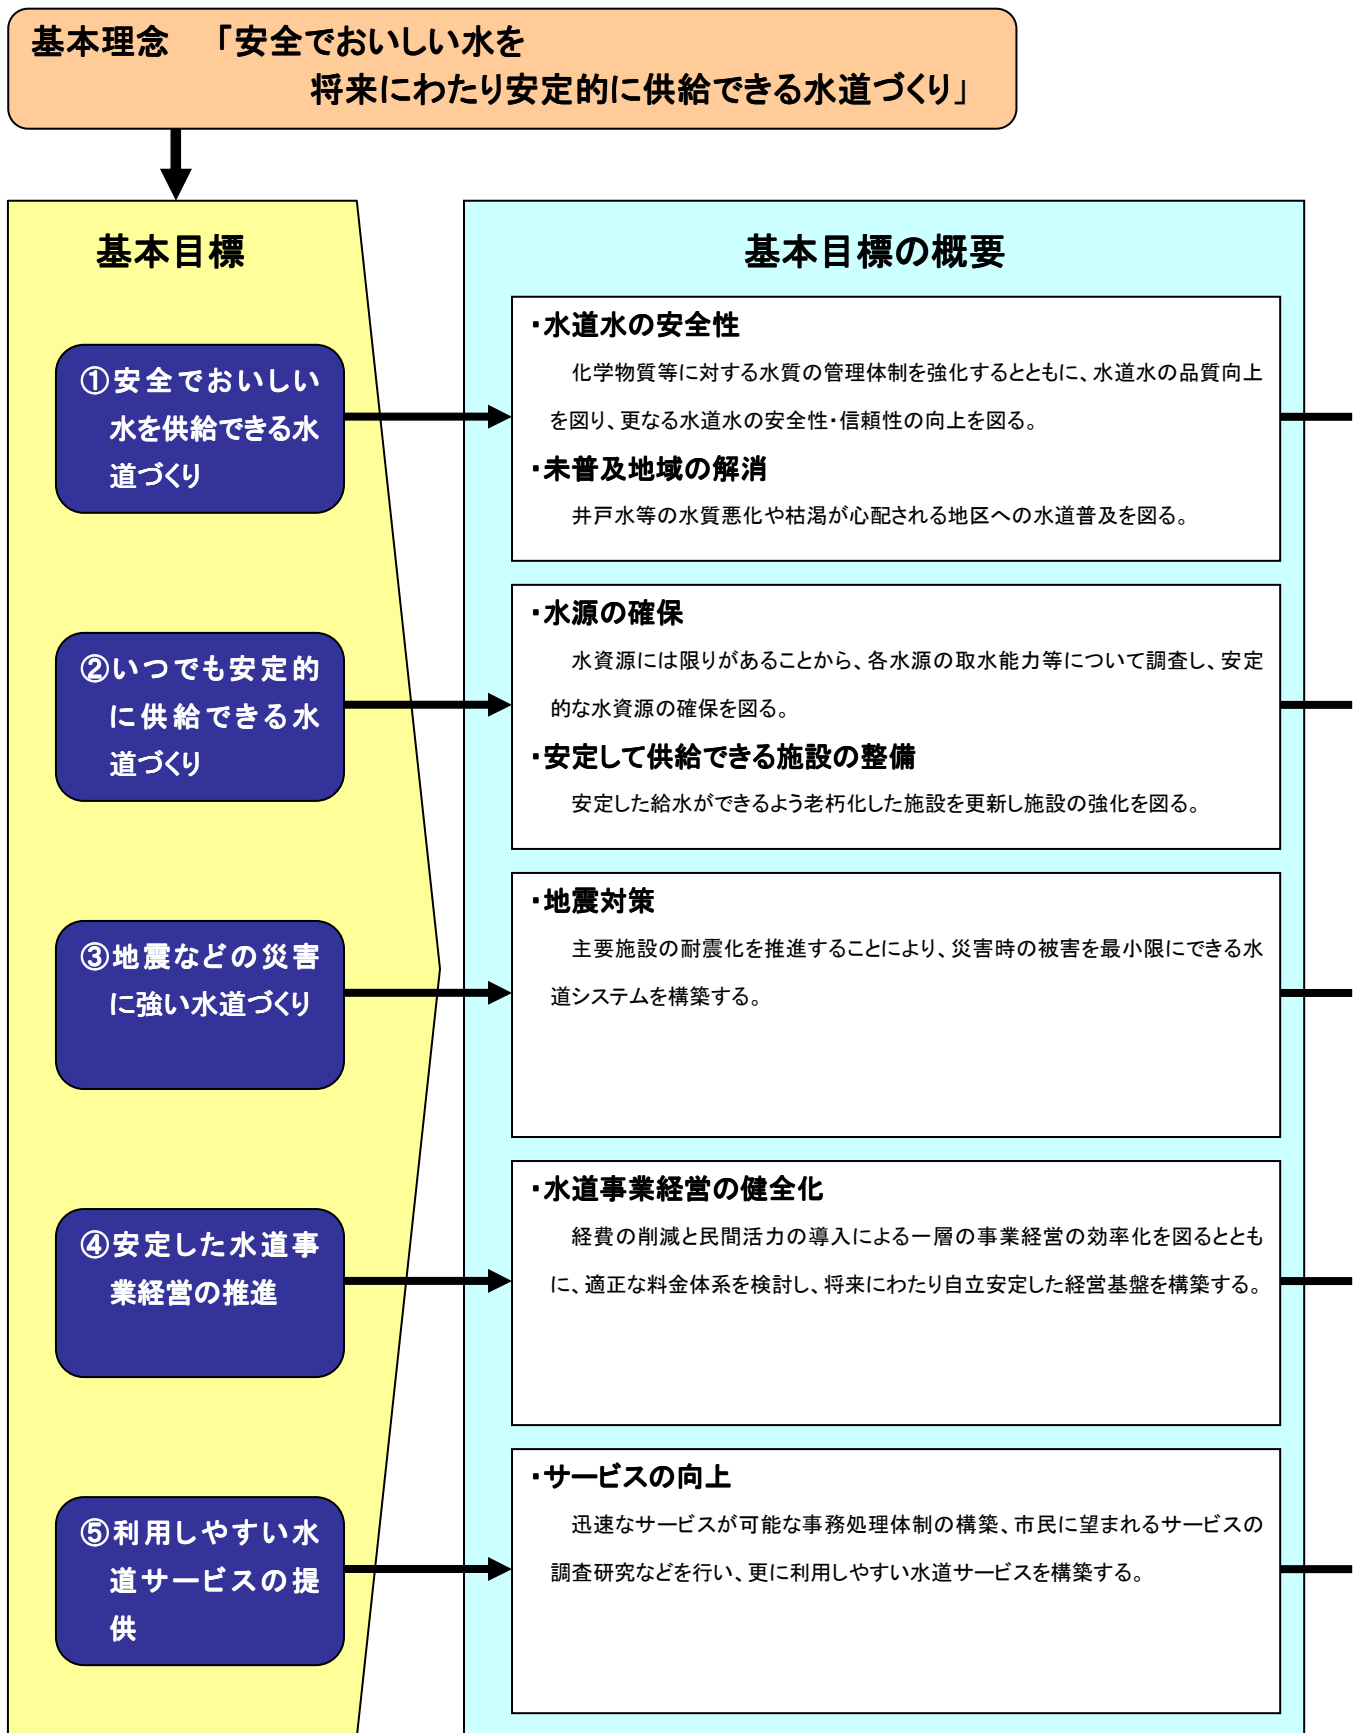 基本理念　「安全でおいしい水を
将来にわたり安定的に供給できる水道づくり」
基本目標
①安全でおいしい
水を供給できる水
道づくり
②いつでも安定的
に供給できる水
道づくり
③地震などの災害
に強い水道づくり
④安定した水道事
業経営の推進
⑤利用しやすい水
道サービスの提
供
基本目標の概要
・水道水の安全性
化学物質等に対する水質の管理体制を強化するとともに、水道水の品質向上
を図り、更なる水道水の安全性・信頼性の向上を図る。
・未普及地域の解消
井戸水等の水質悪化や枯渇が心配される地区への水道普及を図る。
・水源の確保
水資源には限りがあることから、各水源の取水能力等について調査し、安定
的な水資源の確保を図る。
・安定して供給できる施設の整備
安定した給水ができるよう老朽化した施設を更新し施設の強化を図る。
・地震対策
主要施設の耐震化を推進することにより、災害時の被害を最小限にできる水
道システムを構築する。
・水道事業経営の健全化
経費の削減と民間活力の導入による一層の事業経営の効率化を図るととも
に、適正な料金体系を検討し、将来にわたり自立安定した経営基盤を構築する。
・サービスの向上
迅速なサービスが可能な事務処理体制の構築、市民に望まれるサービスの
調査研究などを行い、更に利用しやすい水道サービスを構築する。